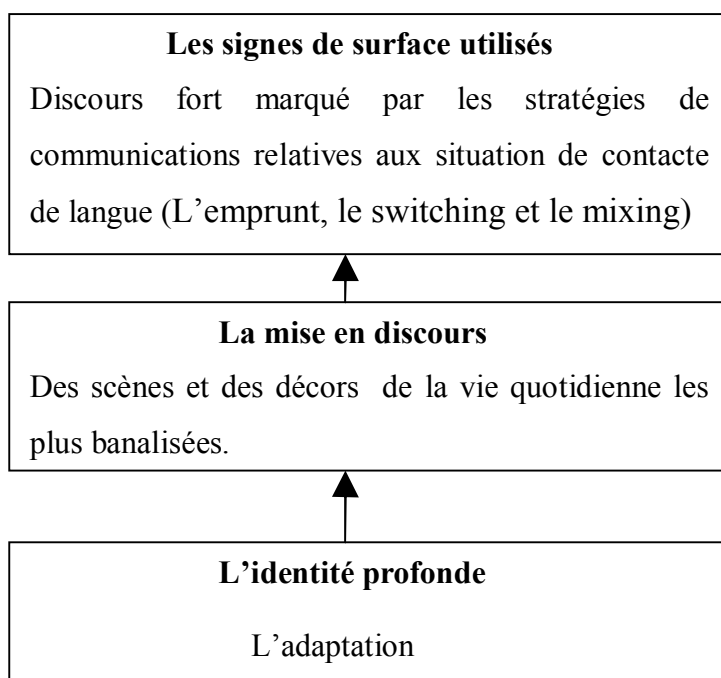 Les signes de surface utilisés
Discours fort marqué par les stratégies de
communications relatives aux situation de contacte
de langue (L’emprunt, le switching et le mixing)
La mise en discours
Des scènes et des décors de la vie quotidienne les
plus banalisées.
L’identité profonde
L’adaptation